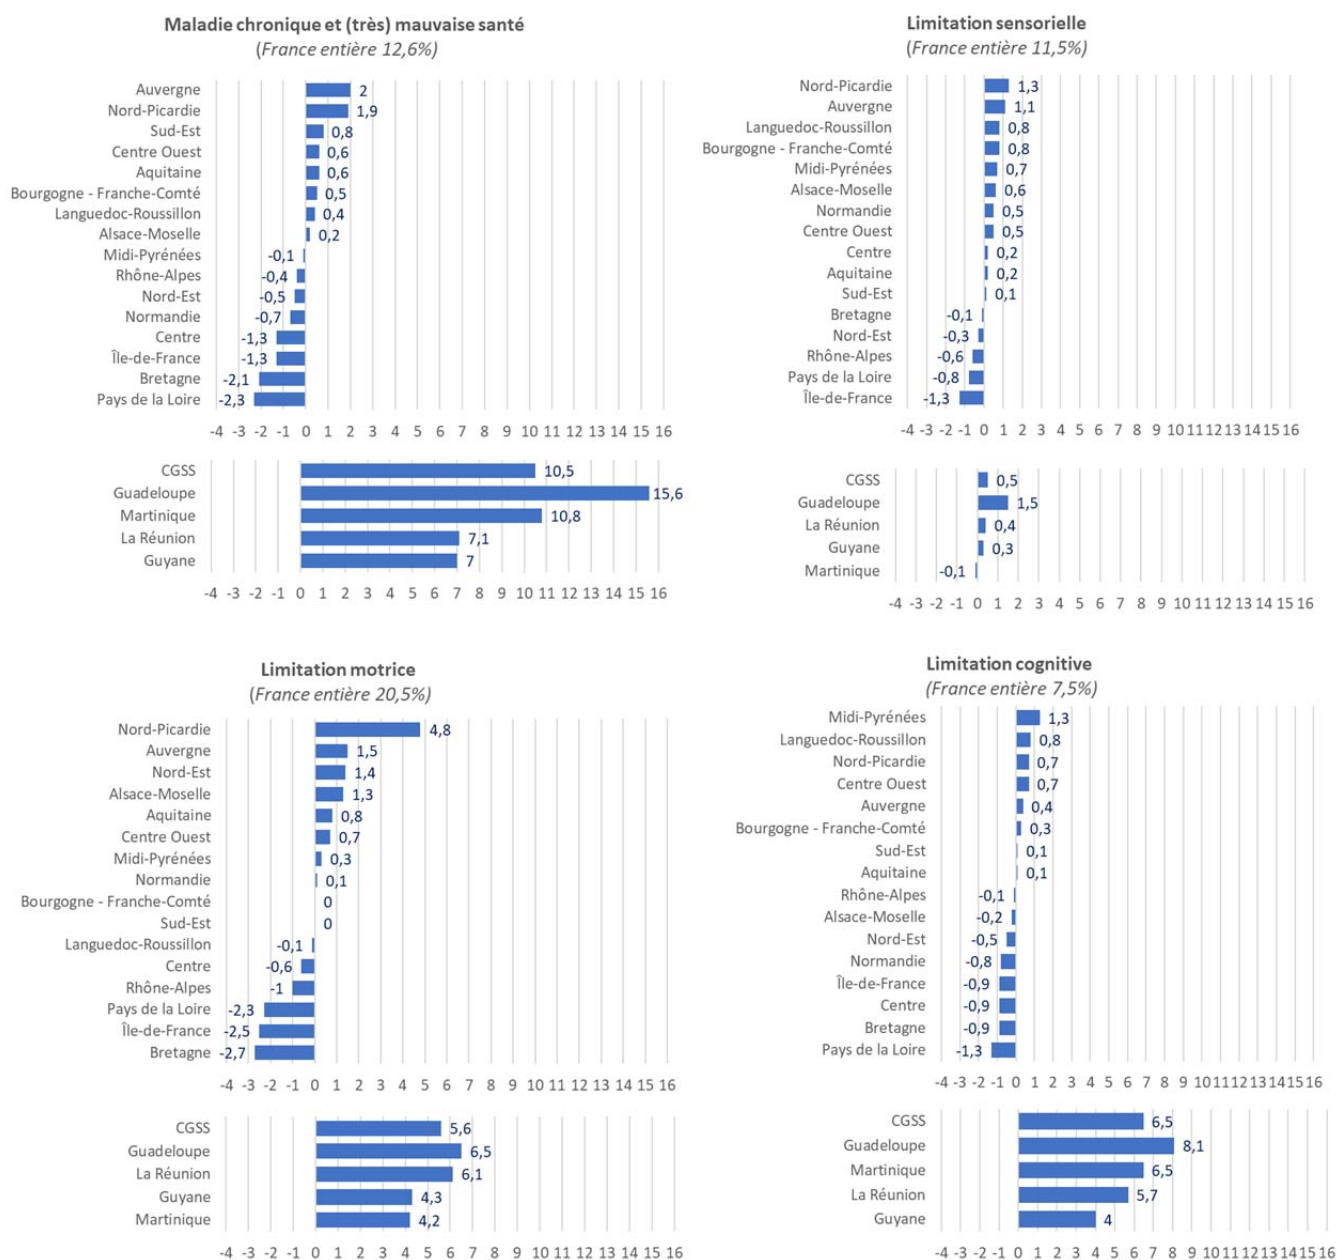 Maladie chronique et (très) mauvaise santé
(France entière 12,6%)
Auvergne 2
Nord-Picardie 1,9
Sud-Est 0,8
Centre Ouest 0,6
Aquitaine 0,6
Bourgogne - Franche-Comté 0,5
Languedoc-Roussillon 0,4
Alsace-Moselle 0,2
Midi-Pyrénées -0,1
Rhône-Alpes -0,4
Nord-Est -0,5
Normandie -0,7
Centre -1,3
Île-de-France -1,3
Bretagne -2,1
Pays de la Loire -2,3
-4 -3 -2 -1 0 1 2 3 4 5 6 7 8 9 10 11 12 13 14 15 16
CGSS 10,5
Guadeloupe 15,6
Martinique 10,8
La Réunion 7,1
Guyane 7
-4 -3 -2 -1 0 1 2 3 4 5 6 7 8 9 10 11 12 13 14 15 16
Limitation sensorielle
(France entière 11,5%)
Nord-Picardie 1,3
Auvergne 1,1
Languedoc-Roussillon 0,8
Bourgogne - Franche-Comté 0,8
Midi-Pyrénées 0,7
Alsace-Moselle 0,6
Normandie 0,5
Centre Ouest 0,5
Centre 0,2
Aquitaine 0,2
Sud-Est 0,1
Bretagne -0,1
Nord-Est -0,3
Rhône-Alpes -0,6
Pays de la Loire -0,8
Île-de-France -1,3
-4 -3 -2 -1 0 1 2 3 4 5 6 7 8 9 10 11 12 13 14 15 16
CGSS 0,5
Guadeloupe 1,5
La Réunion 0,4
Guyane 0,3
Martinique -0,1
-4 -3 -2 -1 0 1 2 3 4 5 6 7 8 9 10 11 12 13 14 15 16
Limitation motrice
(France entière 20,5%)
Nord-Picardie 4,8
Auvergne 1,5
Nord-Est 1,4
Alsace-Moselle 1,3
Aquitaine 0,8
Centre Ouest 0,7
Midi-Pyrénées 0,3
Normandie 0,1
Bourgogne - Franche-Comté 0
Sud-Est 0
Languedoc-Roussillon -0,1
Centre -0,6
Rhône-Alpes -1
Pays de la Loire -2,3
Île-de-France -2,5
Bretagne -2,7
-4 -3 -2 -1 0 1 2 3 4 5 6 7 8 9 10 11 12 13 14 15 16
CGSS 5,6
Guadeloupe 6,5
La Réunion 6,1
Guyane 4,3
Martinique 4,2
-4 -3 -2 -1 0 1 2 3 4 5 6 7 8 9 10 11 12 13 14 15 16
Limitation cognitive
(France entière 7,5%)
Midi-Pyrénées 1,3
Languedoc-Roussillon 0,8
Nord-Picardie 0,7
Centre Ouest 0,7
Auvergne 0,4
Bourgogne - Franche-Comté 0,3
Sud-Est 0,1
Aquitaine 0,1
Rhône-Alpes -0,1
Alsace-Moselle -0,2
Nord-Est -0,5
Normandie -0,8
Île-de-France -0,9
Centre -0,9
Bretagne -0,9
Pays de la Loire -1,3
-4 -3 -2 -1 0 1 2 3 4 5 6 7 8 9 10 11 12 13 14 15 16
CGSS 6,5
Guadeloupe 8,1
Martinique 6,5
La Réunion 5,7
Guyane 4
-4 -3 -2 -1 0 1 2 3 4 5 6 7 8 9 10 11 12 13 14 15 16